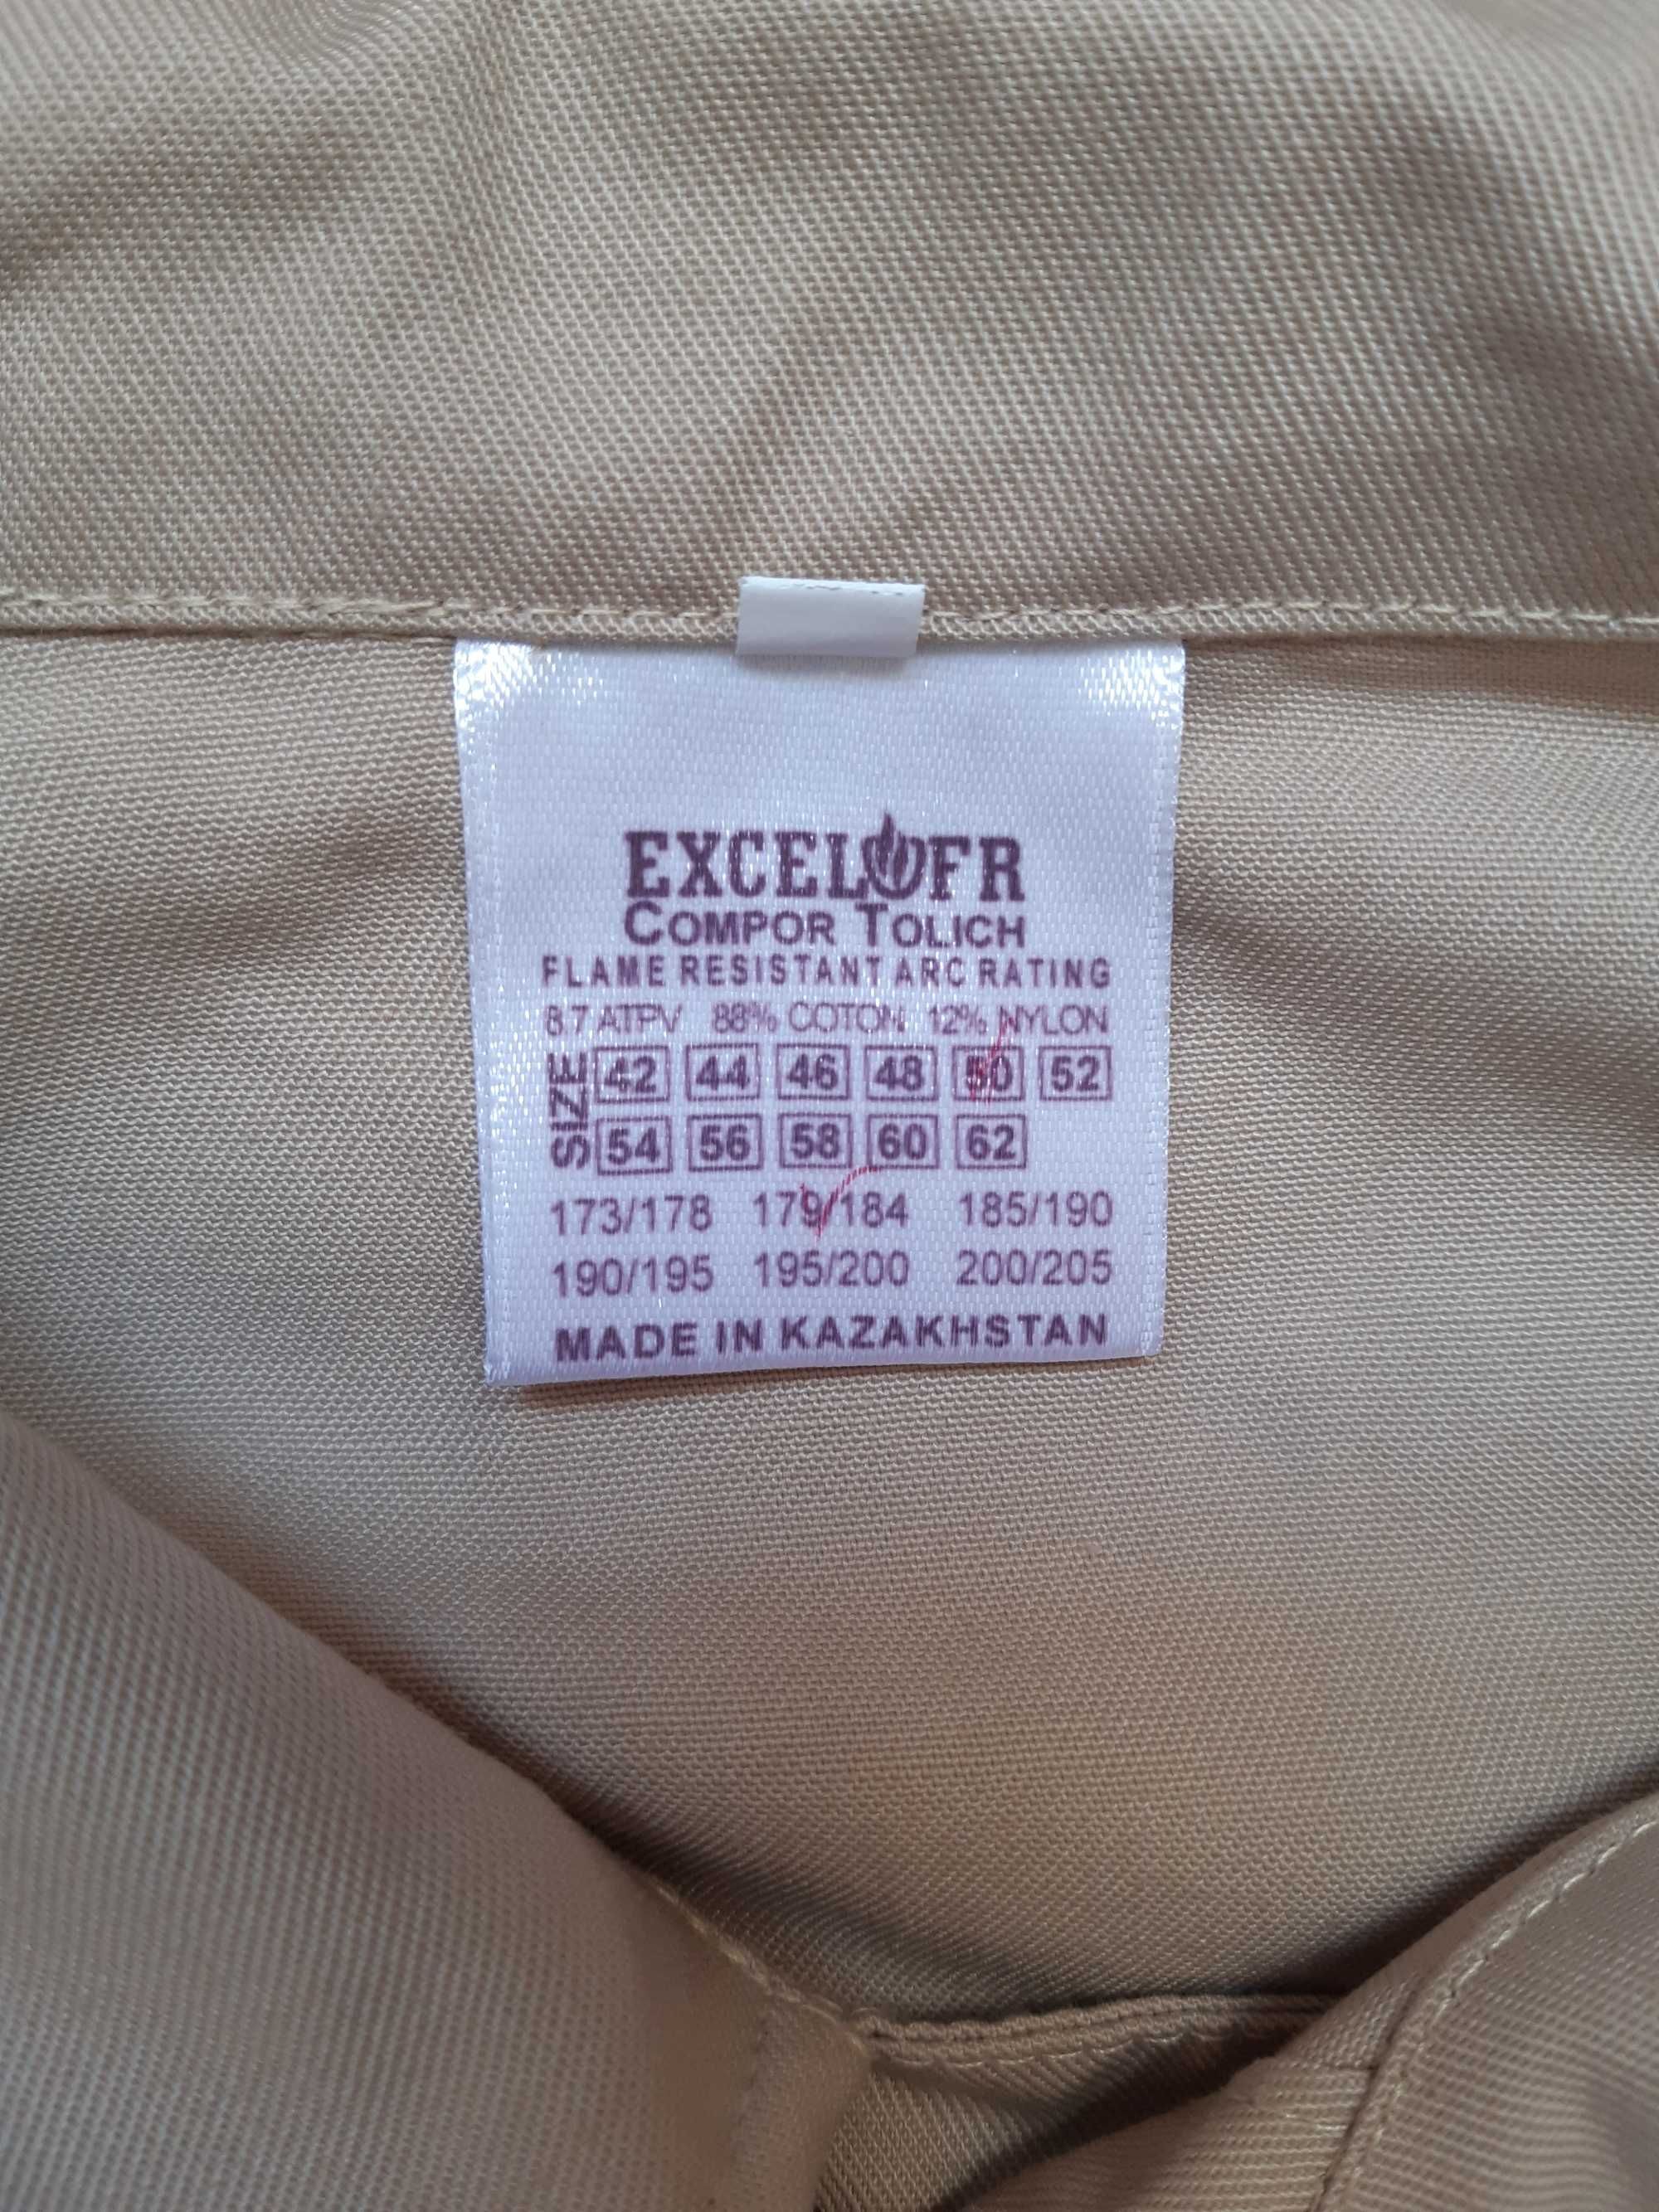 EXCEL FR
COMPOR TOLICH
FLAME RESISTANT ARC RATING
8.7 ATPV 88% COTON 12% NYLON
SIZE 42 44 46 48 50 52
54 56 58 60 62
173/178 179/184 185/190
190/195 195/200 200/205
MADE IN KAZAKHSTAN